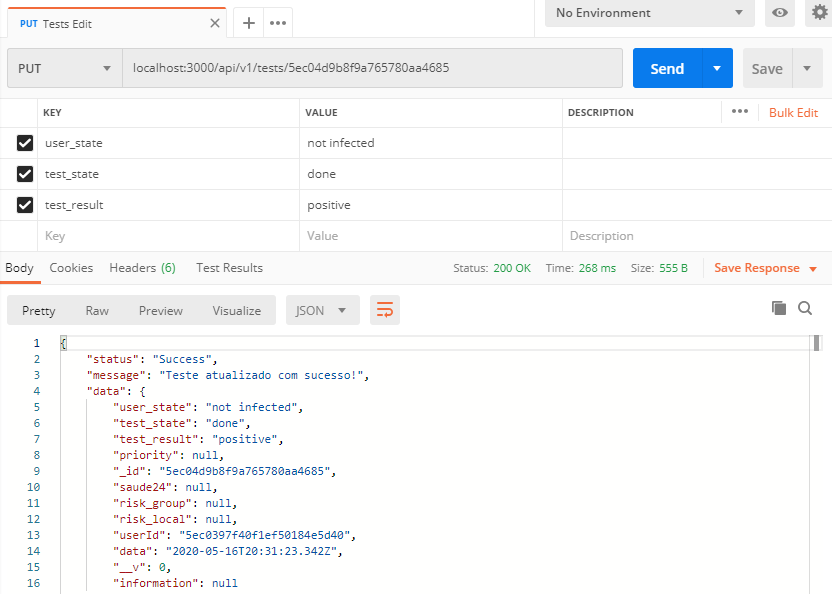 PUT Tests Edit
No Environment
PUT localhost:3000/api/v1/tests/5ec04d9b8f9a765780aa4685 Send Save
KEY VALUE DESCRIPTION Bulk Edit
user_state not infected
test_state done
test_result positive
Key Value Description
Body Cookies Headers (6) Test Results Status: 200 OK Time: 268 ms Size: 555 B Save Response
Pretty Raw Preview Visualize JSON
1 {
2 "status": "Success",
3 "message": "Teste atualizado com sucesso!",
4 "data": {
5 "user_state": "not infected",
6 "test_state": "done",
7 "test_result": "positive",
8 "priority": null,
9 "_id": "5ec04d9b8f9a765780aa4685",
10 "saude24": null,
11 "risk_group": null,
12 "risk_local": null,
13 "userId": "5ec0397f40f1ef50184e5d40",
14 "data": "2020-05-16T20:31:23.342Z",
15 "__v": 0,
16 "information": null